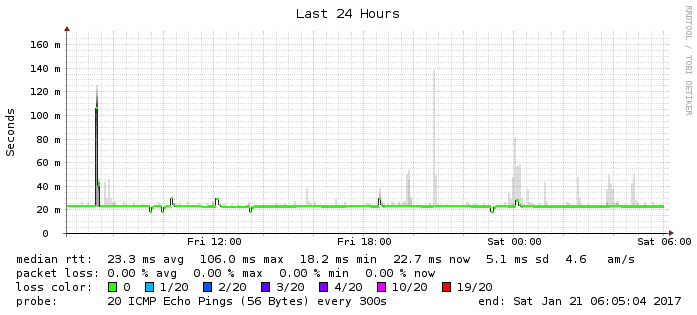 Last 24 Hours
RRDTOOL / TOBI OETIKER
Seconds
160 m
140 m
120 m
100 m
80 m
60 m
40 m
20 m
0
Fri 12:00 Fri 18:00 Sat 00:00 Sat 06:00
median rtt: 23.3 ms avg 106.0 ms max 18.2 ms min 22.7 ms now 5.1 ms sd 4.6 am/s
packet loss: 0.00 % avg 0.00 % max 0.00 % min 0.00 % now
loss color: 0 1/20 2/20 3/20 4/20 10/20 19/20
probe: 20 ICMP Echo Pings (56 Bytes) every 300s end: Sat Jan 21 06:05:04 2017